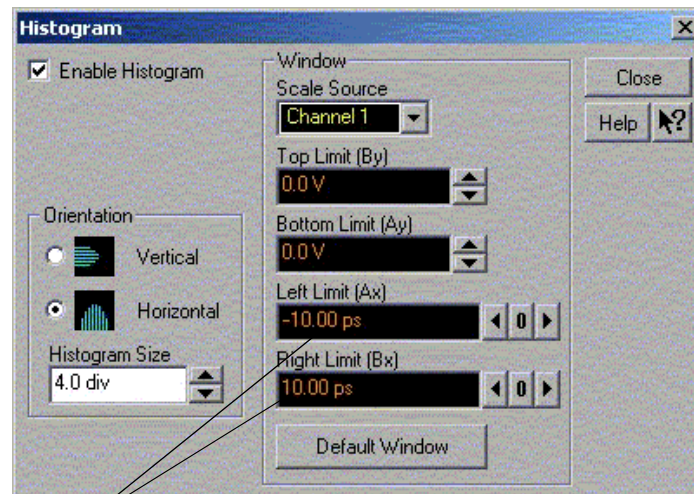 Histogram
Enable Histogram
Orientation
Vertical
Horizontal
Histogram Size
4.0 div
Window
Scale Source
Channel 1
Top Limit (By)
0.0 V
Bottom Limit (Ay)
0.0 V
Left Limit (Ax)
-10.00 ps
0
Right Limit (Bx)
10.00 ps
0
Default Window
Close
Help
?